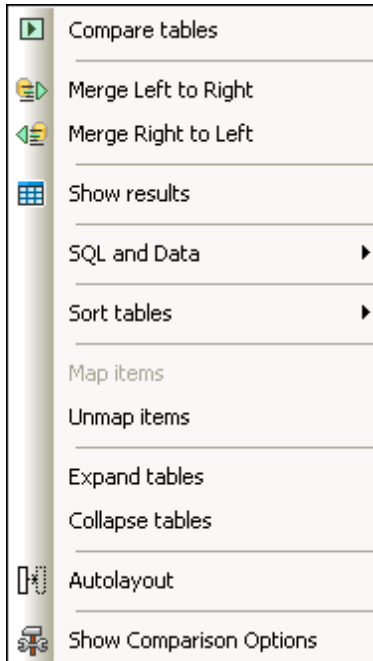 Compare tables
Merge Left to Right
Merge Right to Left
Show results
SQL and Data
Sort tables
Map items
Unmap items
Expand tables
Collapse tables
Autolayout
Show Comparison Options